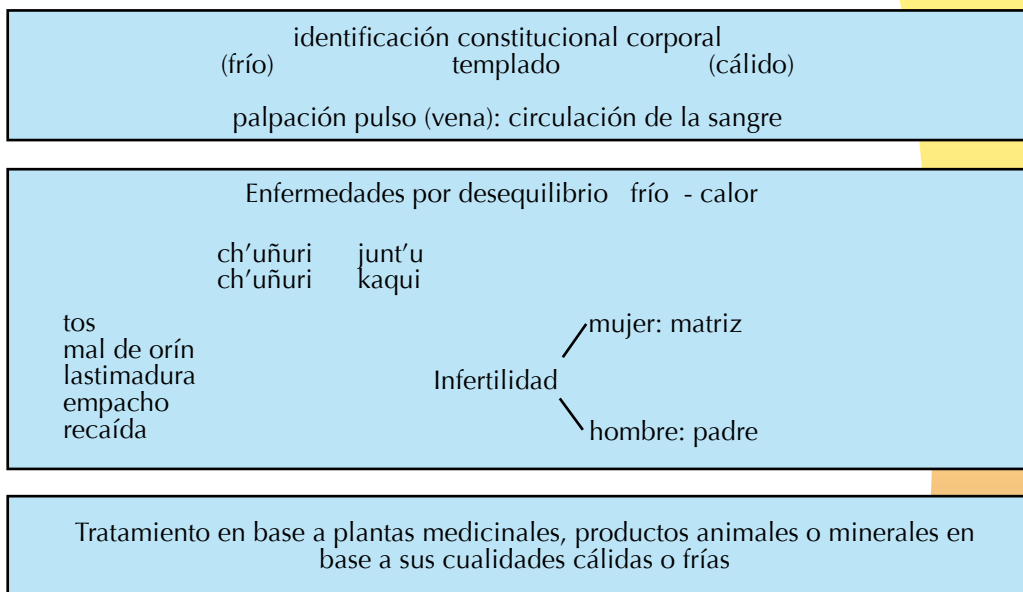 identificación constitucional corporal
(frío) templado (cálido)
palpación pulso (vena): circulación de la sangre
Enfermedades por desequilibrio frío - calor
ch’uñuri junt’u
ch’uñuri kaqui
tos
mal de orín
lastimadura
empacho
recaída
Infertilidad
mujer: matriz
hombre: padre
Tratamiento en base a plantas medicinales, productos animales o minerales en
base a sus cualidades cálidas o frías